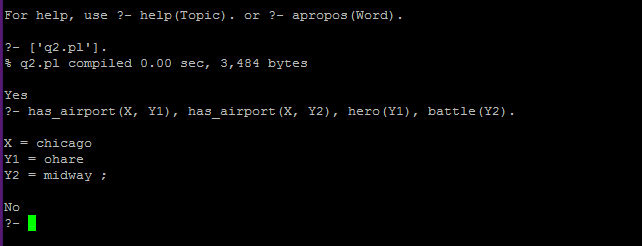 For help, use ?- help(Topic). or ?- apropos(Word).
?- ['q2.pl'].
% q2.pl compiled 0.00 sec, 3,484 bytes
Yes
?- has_airport(X, Y1), has_airport(X, Y2), hero(Y1), battle(Y2).
X = chicago
Y1 = ohare
Y2 = midway ;
No
?-